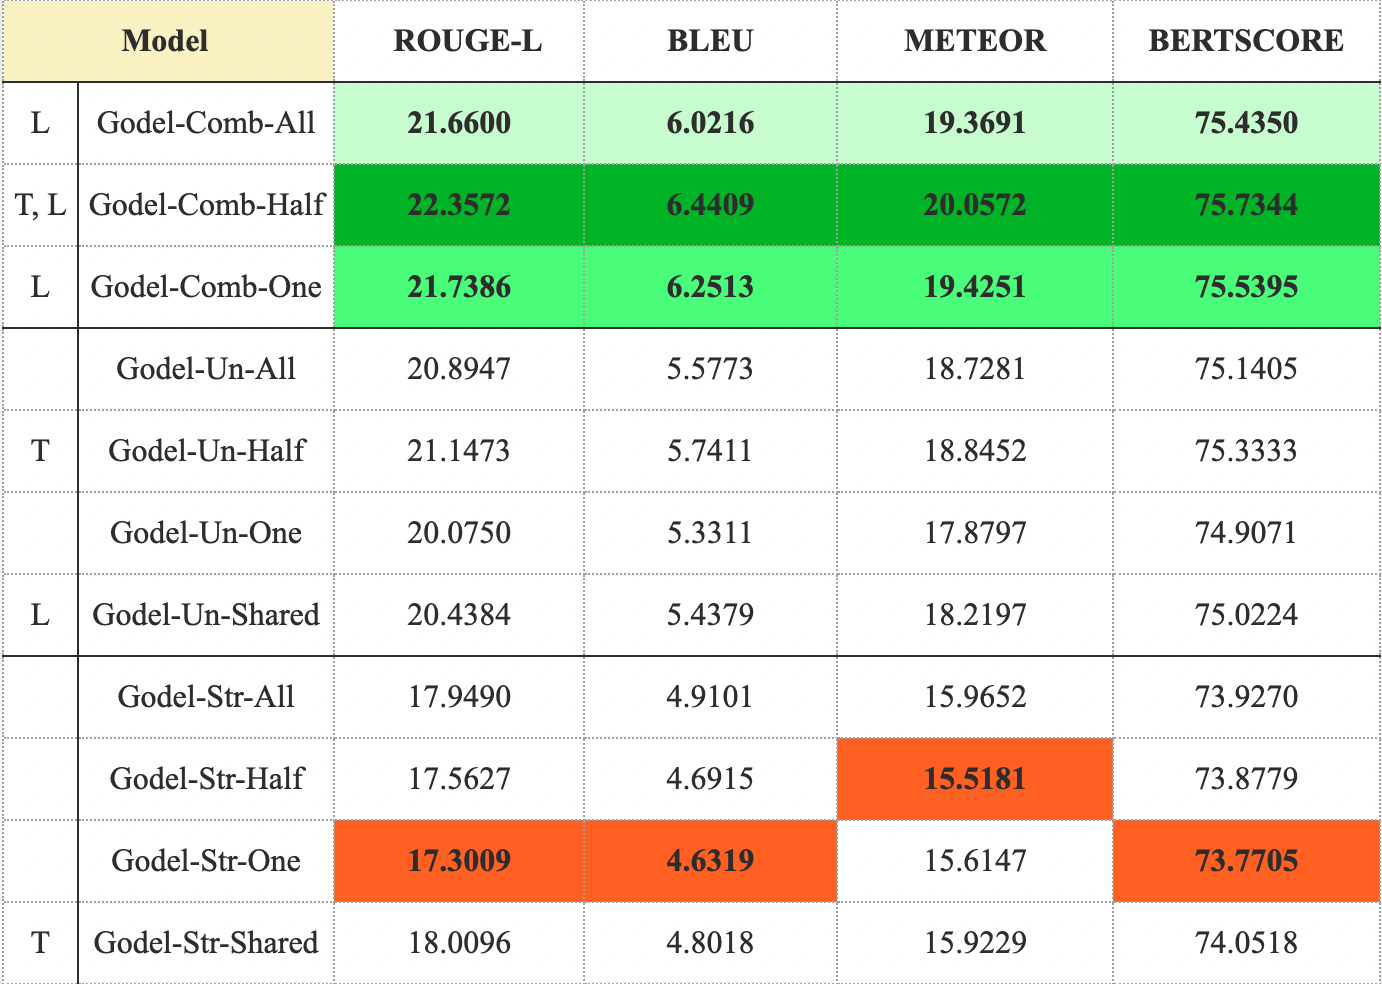 Model ROUGE-L BLEU METEOR BERTSCORE
L Godel-Comb-All 21.6600 6.0216 19.3691 75.4350
T, L Godel-Comb-Half 22.3572 6.4409 20.0572 75.7344
L Godel-Comb-One 21.7386 6.2513 19.4251 75.5395
Godel-Un-All 20.8947 5.5773 18.7281 75.1405
T Godel-Un-Half 21.1473 5.7411 18.8452 75.3333
Godel-Un-One 20.0750 5.3311 17.8797 74.9071
L Godel-Un-Shared 20.4384 5.4379 18.2197 75.0224
Godel-Str-All 17.9490 4.9101 15.9652 73.9270
Godel-Str-Half 17.5627 4.6915 15.5181 73.8779
Godel-Str-One 17.3009 4.6319 15.6147 73.7705
T Godel-Str-Shared 18.0096 4.8018 15.9229 74.0518